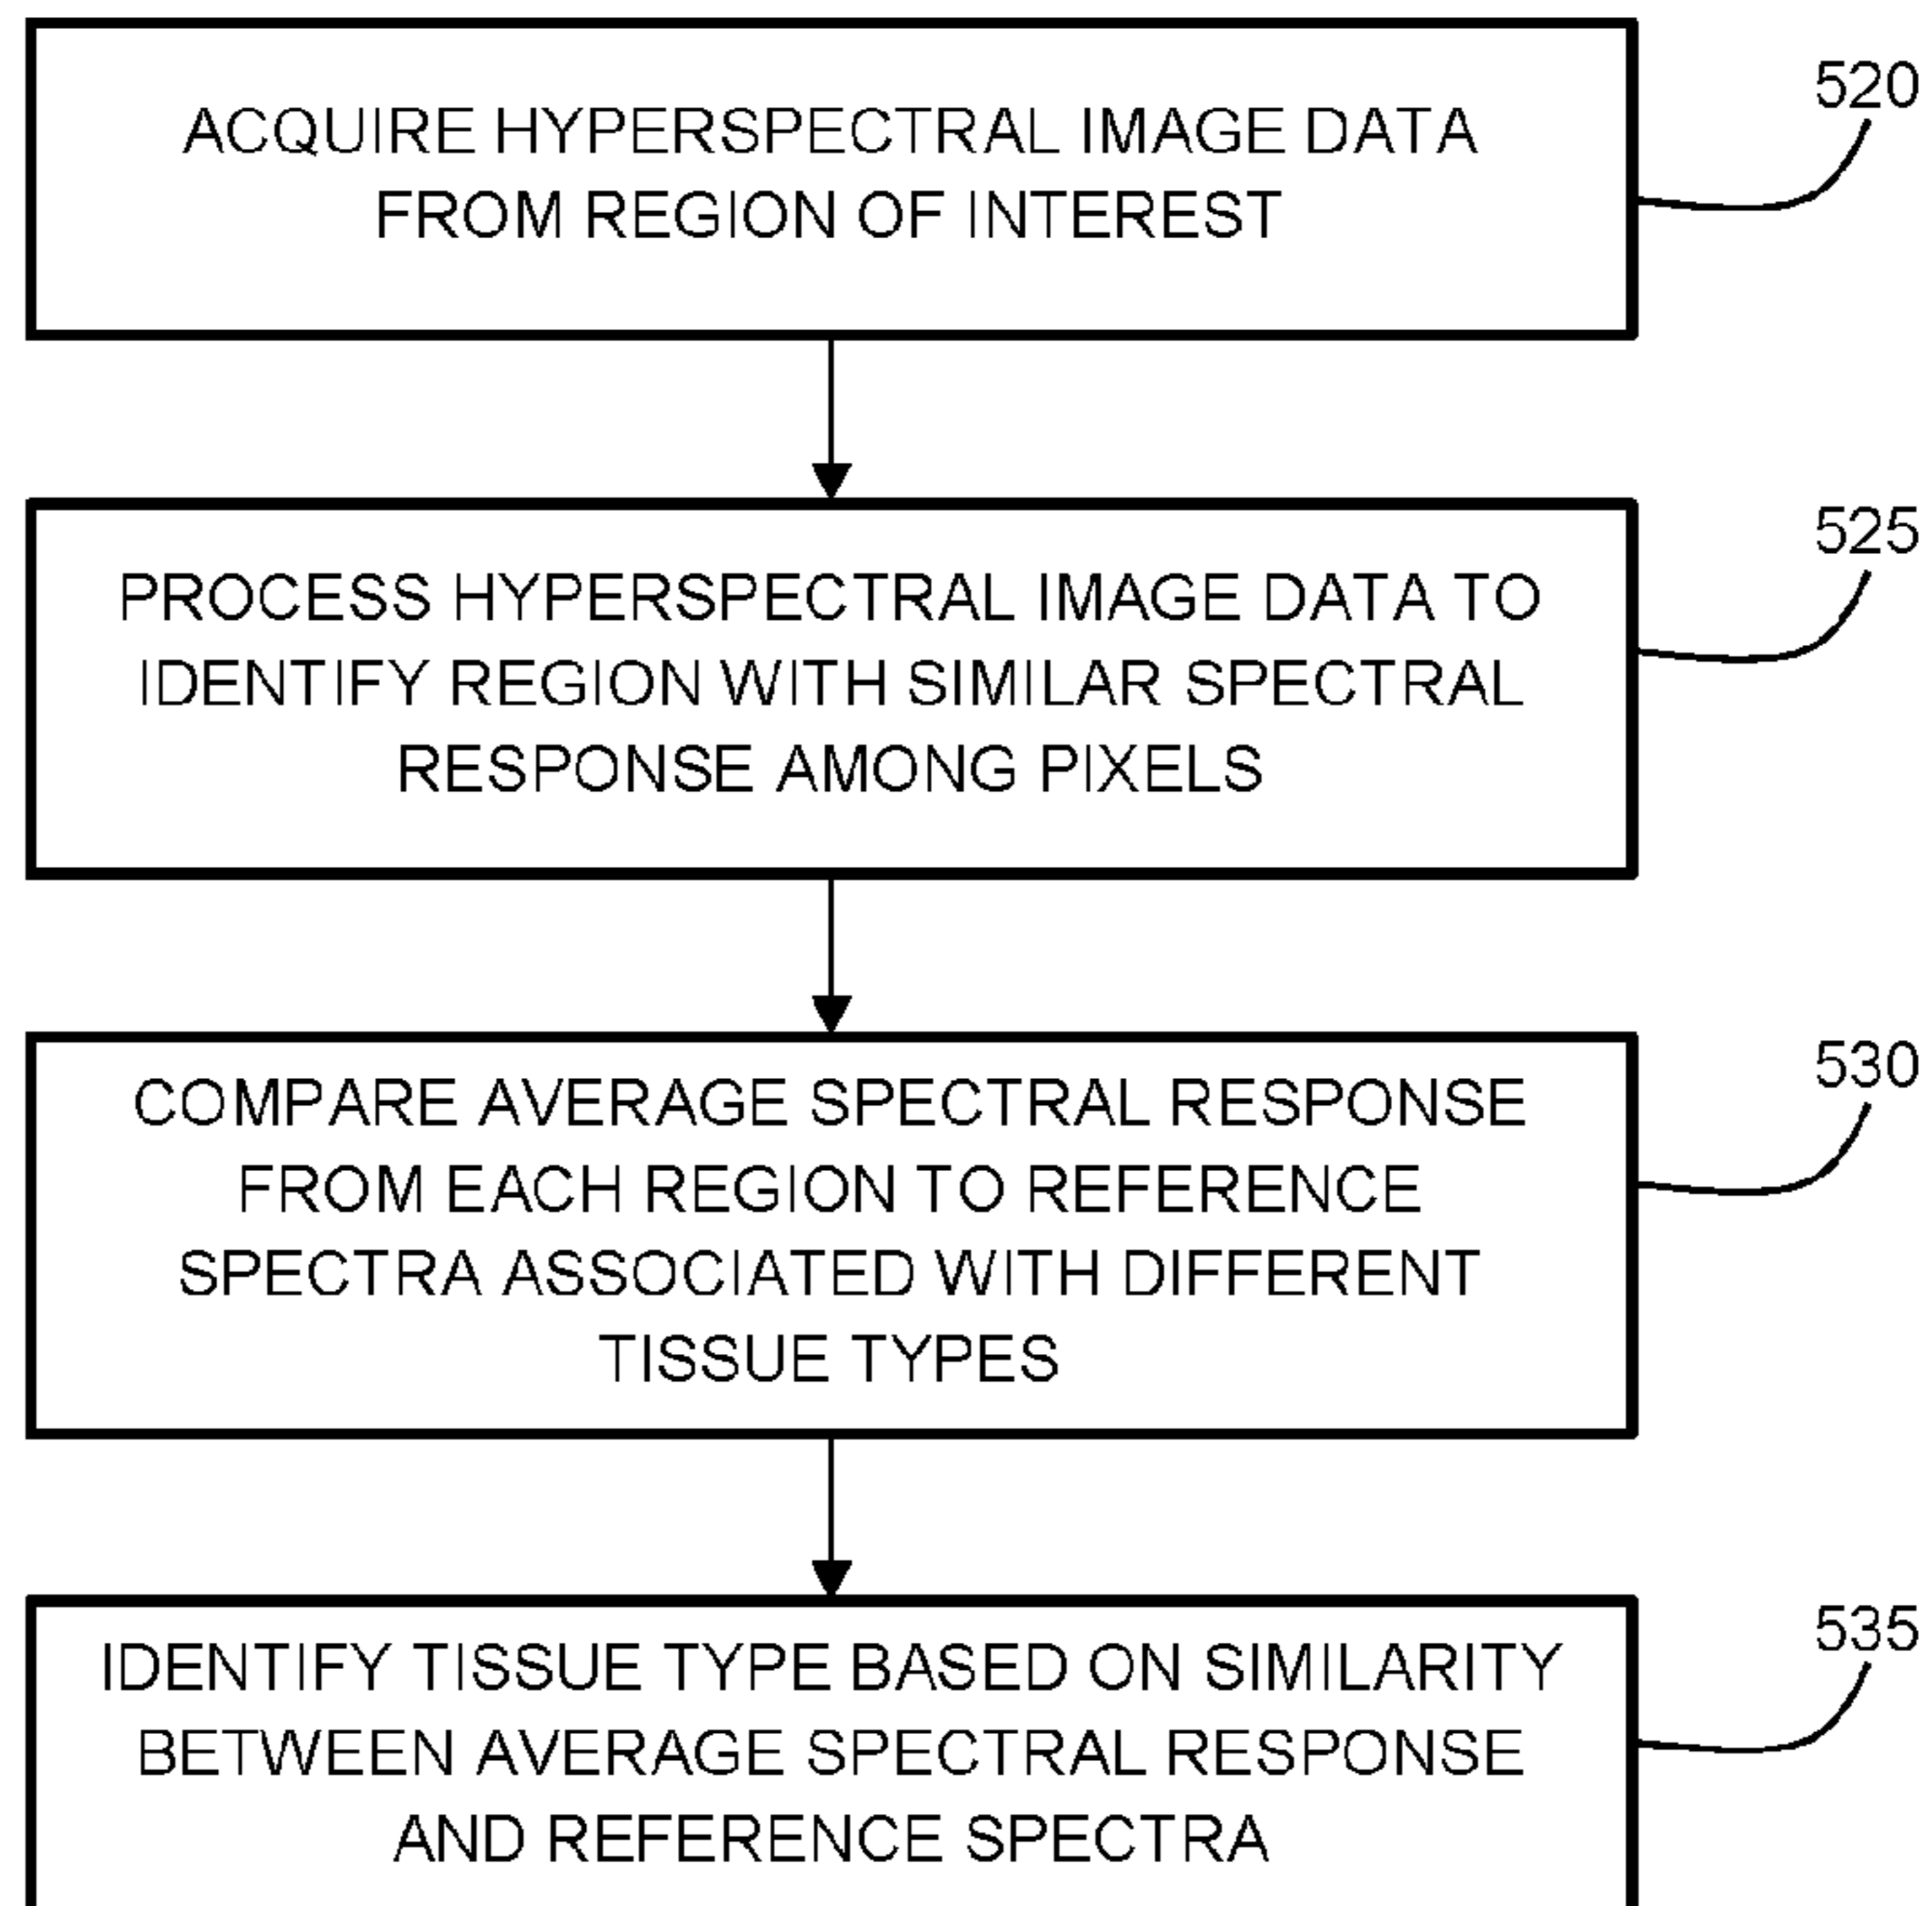 ACQUIRE HYPERSPECTRAL IMAGE DATA
FROM REGION OF INTEREST
520
PROCESS HYPERSPECTRAL IMAGE DATA TO
IDENTIFY REGION WITH SIMILAR SPECTRAL
RESPONSE AMONG PIXELS
525
COMPARE AVERAGE SPECTRAL RESPONSE
FROM EACH REGION TO REFERENCE
SPECTRA ASSOCIATED WITH DIFFERENT
TISSUE TYPES
530
IDENTIFY TISSUE TYPE BASED ON SIMILARITY
BETWEEN AVERAGE SPECTRAL RESPONSE
AND REFERENCE SPECTRA
535